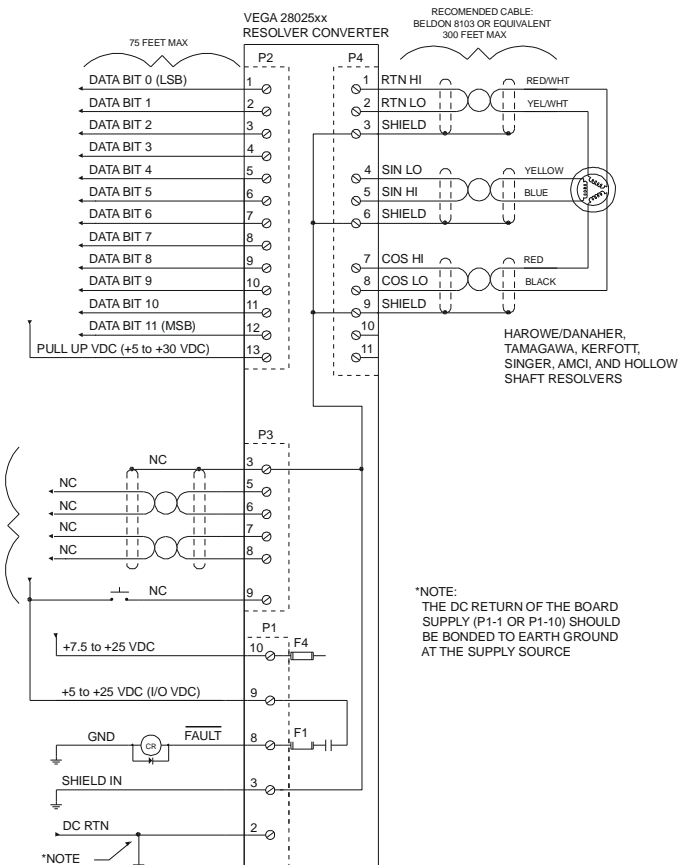 VEGA 28025xx
RESOLVER CONVERTER
RECOMENDED CABLE:
BELDON 8103 OR EQUIVALENT
300 FEET MAX
75 FEET MAX
P2
P4
DATA BIT 0 (LSB)
1
DATA BIT 1
2
DATA BIT 2
3
DATA BIT 3
4
DATA BIT 4
5
DATA BIT 5
6
DATA BIT 6
7
DATA BIT 7
8
DATA BIT 8
9
DATA BIT 9
10
DATA BIT 10
11
DATA BIT 11 (MSB)
12
PULL UP VDC (+5 to +30 VDC)
13
1 RTN HI
RED/WHT
2 RTN LO
YEL/WHT
3 SHIELD
4 SIN LO
YELLOW
5 SIN HI
BLUE
6 SHIELD
7 COS HI
RED
8 COS LO
BLACK
9 SHIELD
10
11
HAROWE/DANAHER,
TAMAGAWA, KERFOTT,
SINGER, AMCI, AND HOLLOW
SHAFT RESOLVERS
P3
NC
3
NC
5
NC
6
NC
7
NC
8
NC
9
*NOTE:
THE DC RETURN OF THE BOARD
SUPPLY (P1-1 OR P1-10) SHOULD
BE BONDED TO EARTH GROUND
AT THE SUPPLY SOURCE
P1
+7.5 to +25 VDC
10
F4
+5 to +25 VDC (I/O VDC)
9
GND
CR
FAULT
8
F1
SHIELD IN
3
DC RTN
2
*NOTE